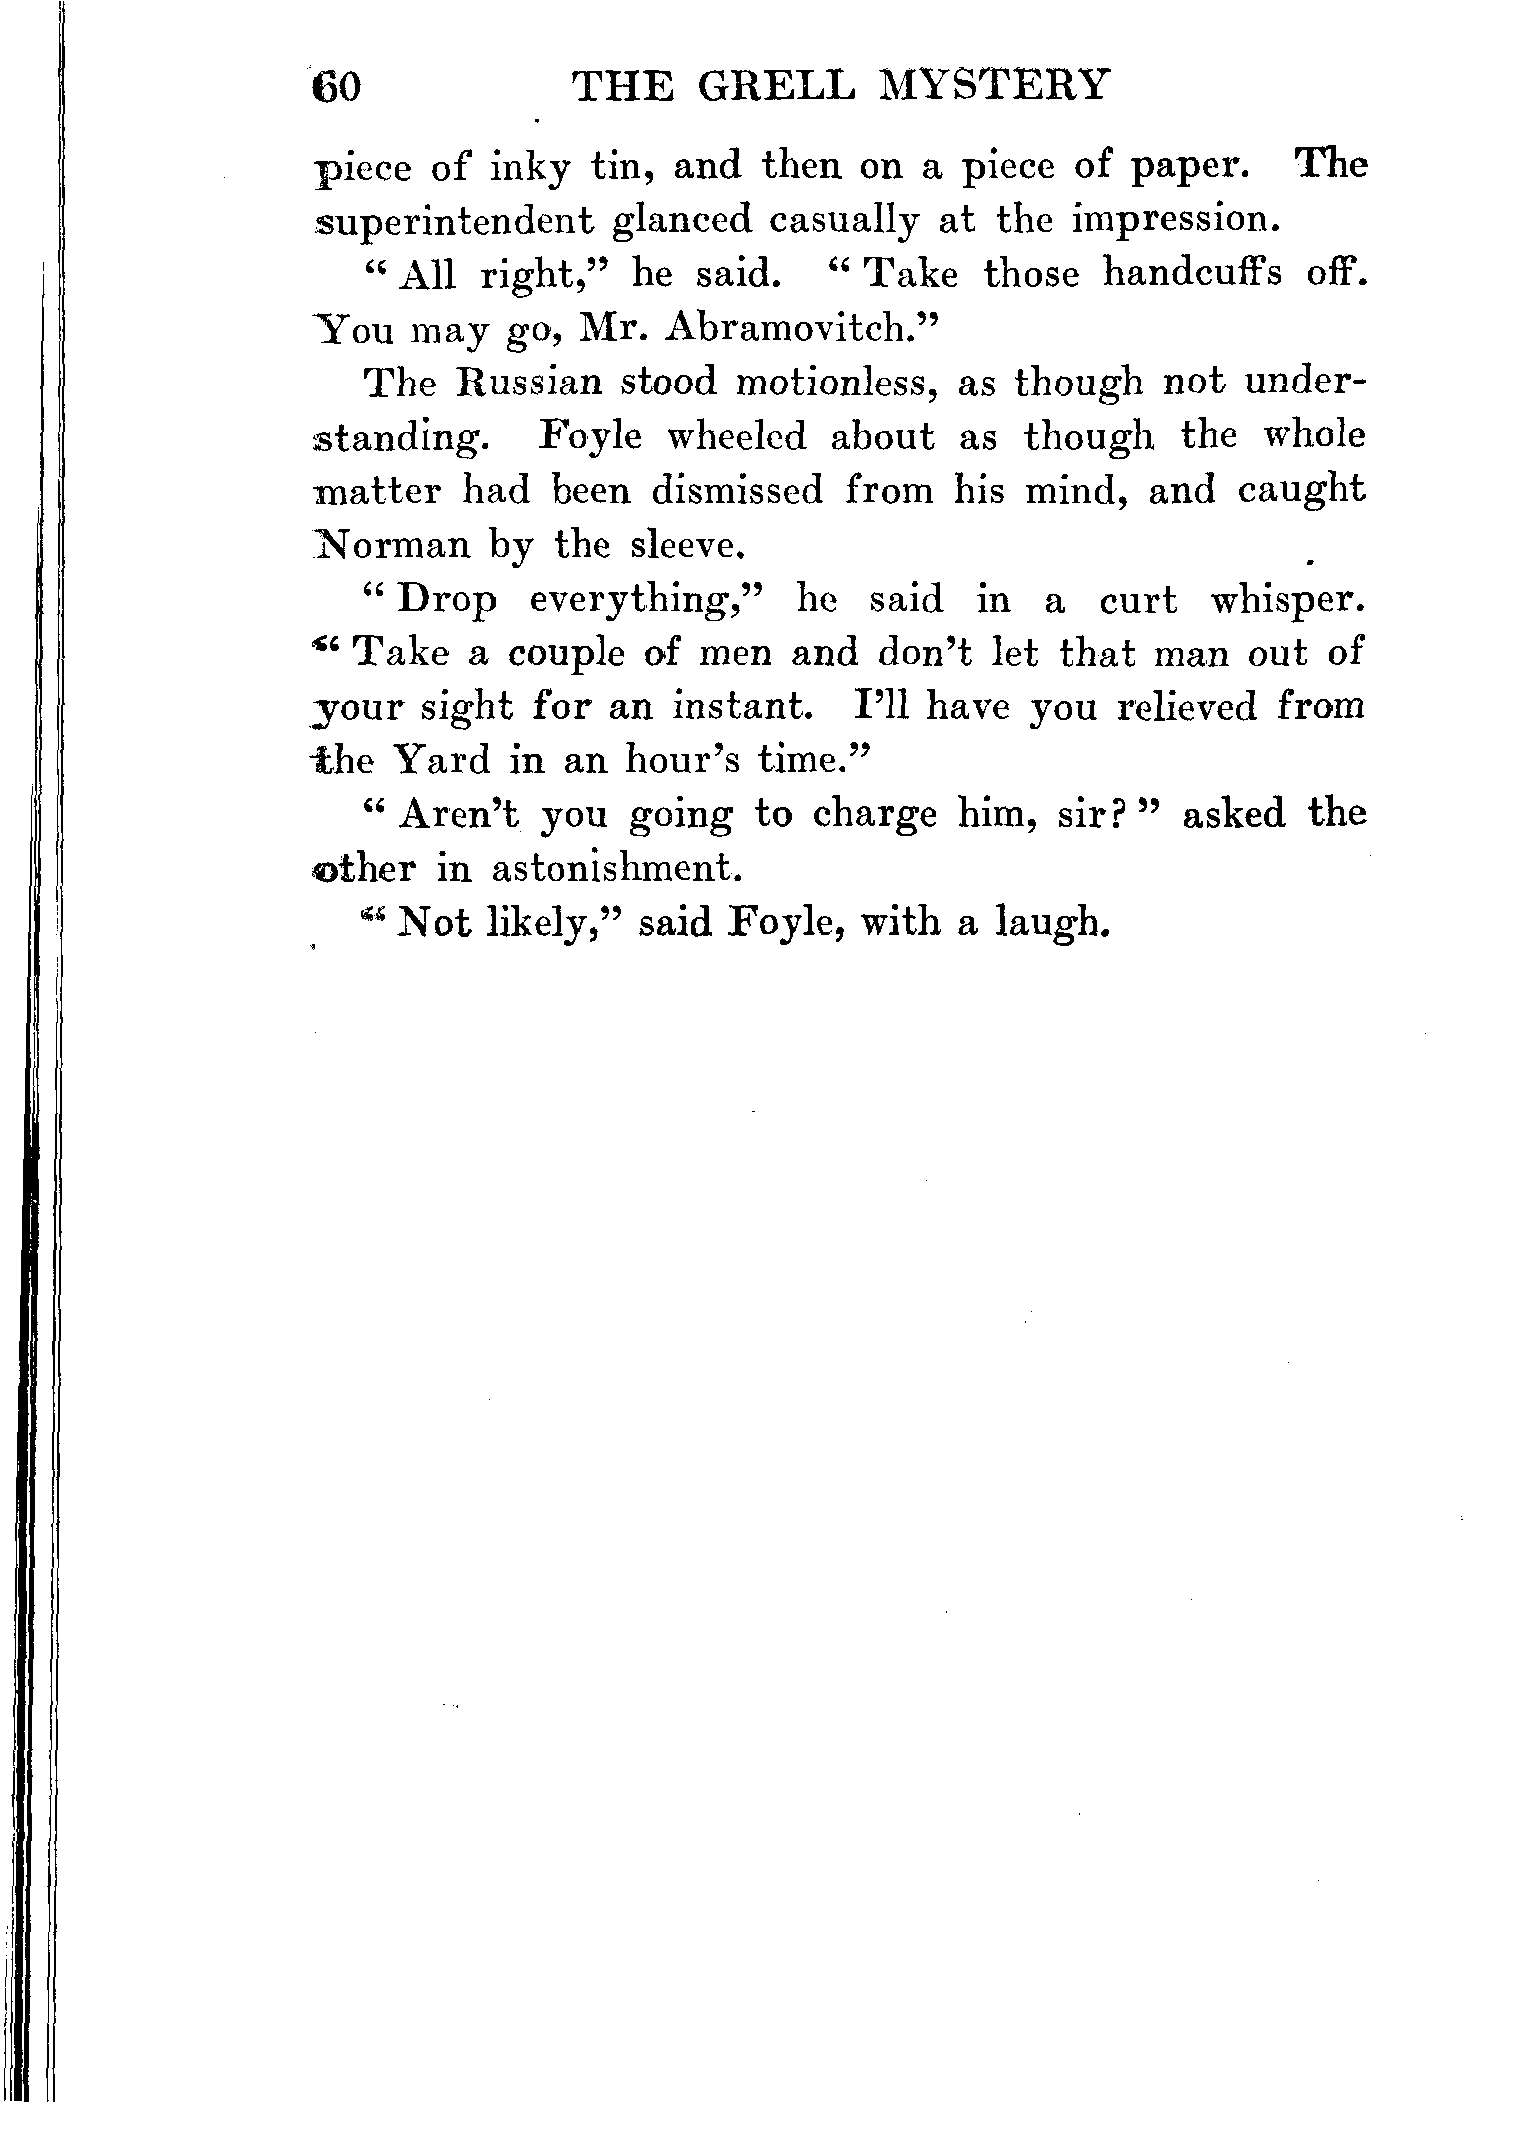 60 THE GRELL MYSTERY
piece of inky tin, and then on a piece of paper. The
superintendent glanced casually at the impression.
“ All right,” he said. “ Take those handcuffs off.
You may go, Mr. Abramovitch.”
The Russian stood motionless, as though not under-
standing. Foyle wheeled about as though the whole
matter had been dismissed from his mind, and caught
Norman by the sleeve.
“ Drop everything,” he said in a curt whisper.
“ Take a couple of men and don’t let that man out of
your sight for an instant. I’ll have you relieved from
the Yard in an hour’s time.”
“ Aren’t you going to charge him, sir? ” asked the
other in astonishment.
“ Not likely,” said Foyle, with a laugh.